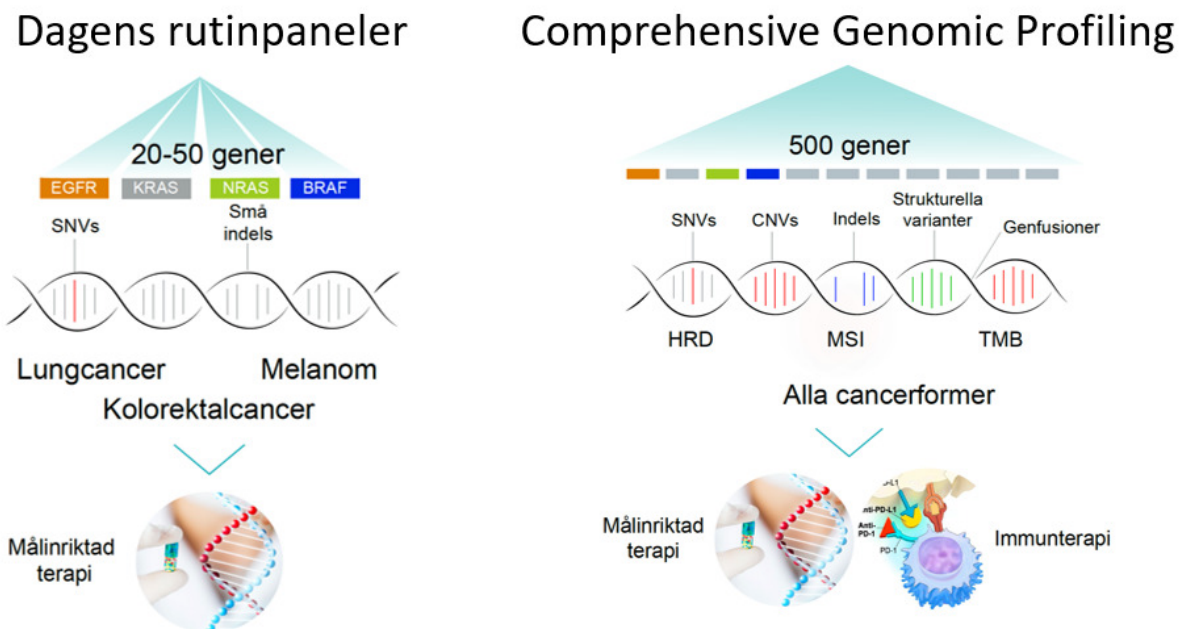 Dagens rutinpaneler
20-50 gener
EGFR
KRAS
NRAS
BRAF
SNVs
Små
indels
Lungcancer
Melanom
Kolorektalcancer
Målinriktad
terapi
Comprehensive Genomic Profiling
500 gener
SNVs
CNVs
Indels
Strukturella
varianter
Genfusioner
HRD
MSI
TMB
Alla cancerformer
Målinriktad
terapi
-L1
Anti-
PD-1
PD-1
Immunterapi